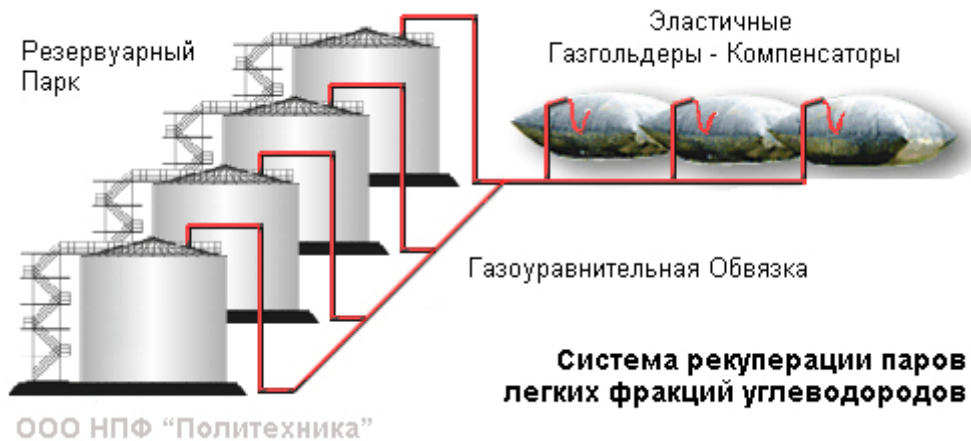 Резервуарный
Парк
Эластичные
Газгольдеры - Компенсаторы
Газоуравнительная Обвязка
Система рекуперации паров
легких фракций углеводородов
ООО НПФ “Политехника”